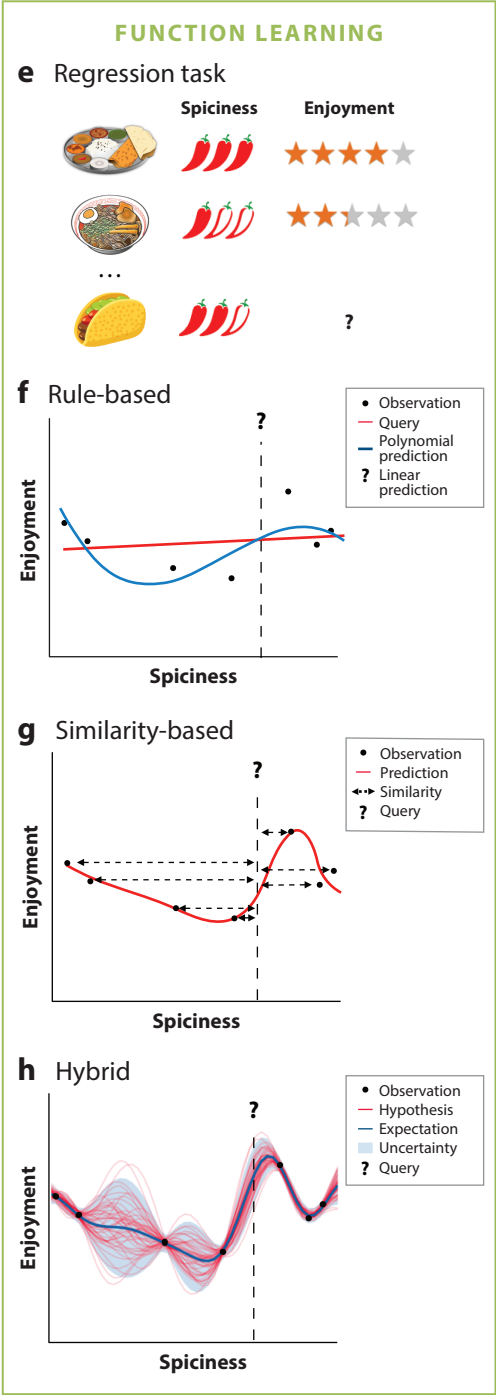 FUNCTION LEARNING
e Regression task
Spiciness Enjoyment
...
?
f Rule-based
?
Observation
Query
Polynomial
prediction
? Linear
prediction
Enjoyment
Spiciness
g Similarity-based
?
Observation
Prediction
Similarity
? Query
Enjoyment
Spiciness
h Hybrid
?
Observation
Hypothesis
Expectation
Uncertainty
? Query
Enjoyment
Spiciness